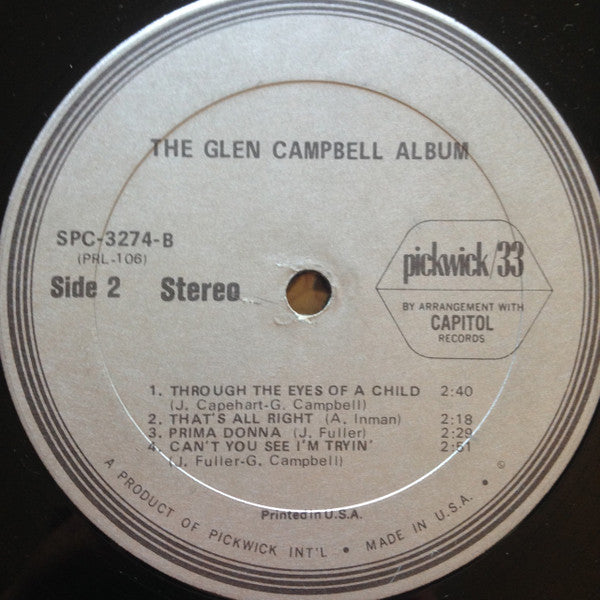 THE GLEN CAMPBELL ALBUM
SPC-3274-B
(PRL-106)
Side 2 Stereo
pickwick/33
BY ARRANGEMENT WITH
CAPITOL
RECORDS
1. THROUGH THE EYES OF A CHILD 2:40
(J. Capehart-G. Campbell)
2. THAT'S ALL RIGHT (A. Inman) 2:18
3. PRIMA DONNA (J. Fuller) 2:29
4. CAN'T YOU SEE I'M TRYIN' 2:51
(J. Fuller-G. Campbell)
Printed in U.S.A.
A PRODUCT OF PICKWICK INT'L • MADE IN U.S.A. • ©